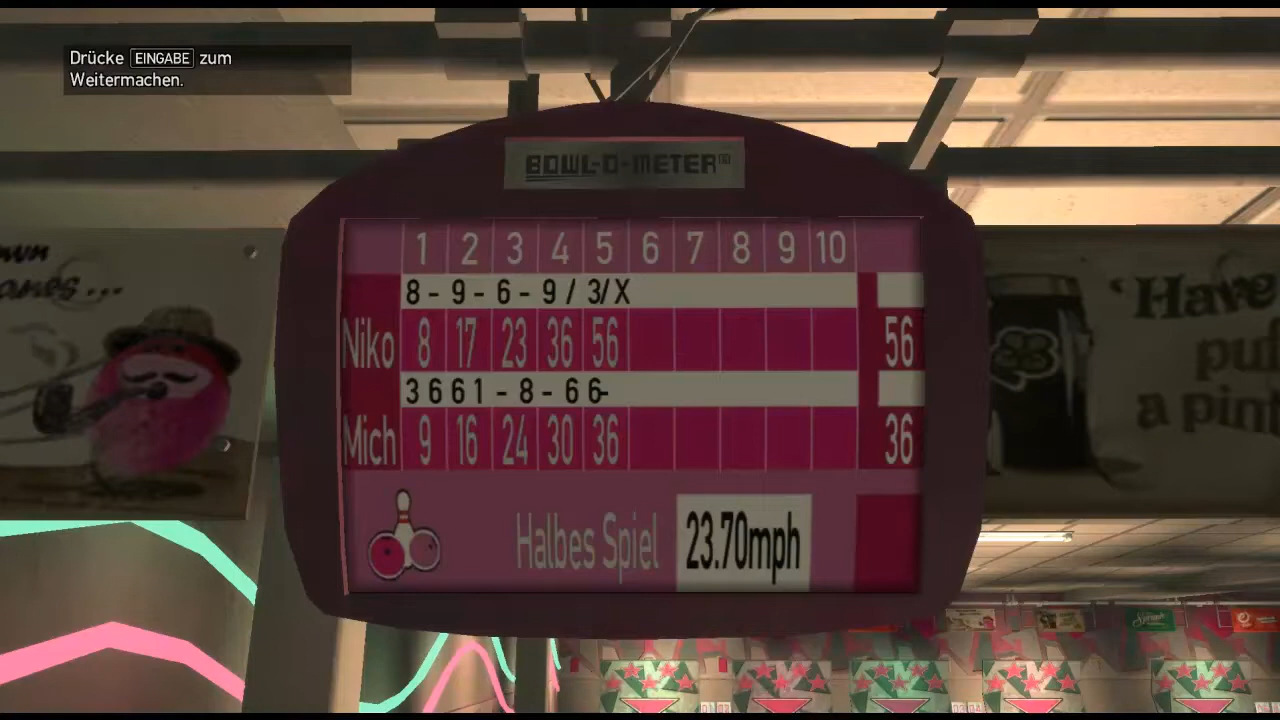 Drücke EINGABE zum
Weitermachen.
BOWL-O-METER®
1 2 3 4 5 6 7 8 9 10
8 - 9 - 6 - 9 / 3/X
Niko 8 17 23 36 56 56
3 6 6 1 - 8 - 6 6-
Mich 9 16 24 30 36 36
Halbes Spiel 23.70mph
'Have
a pint